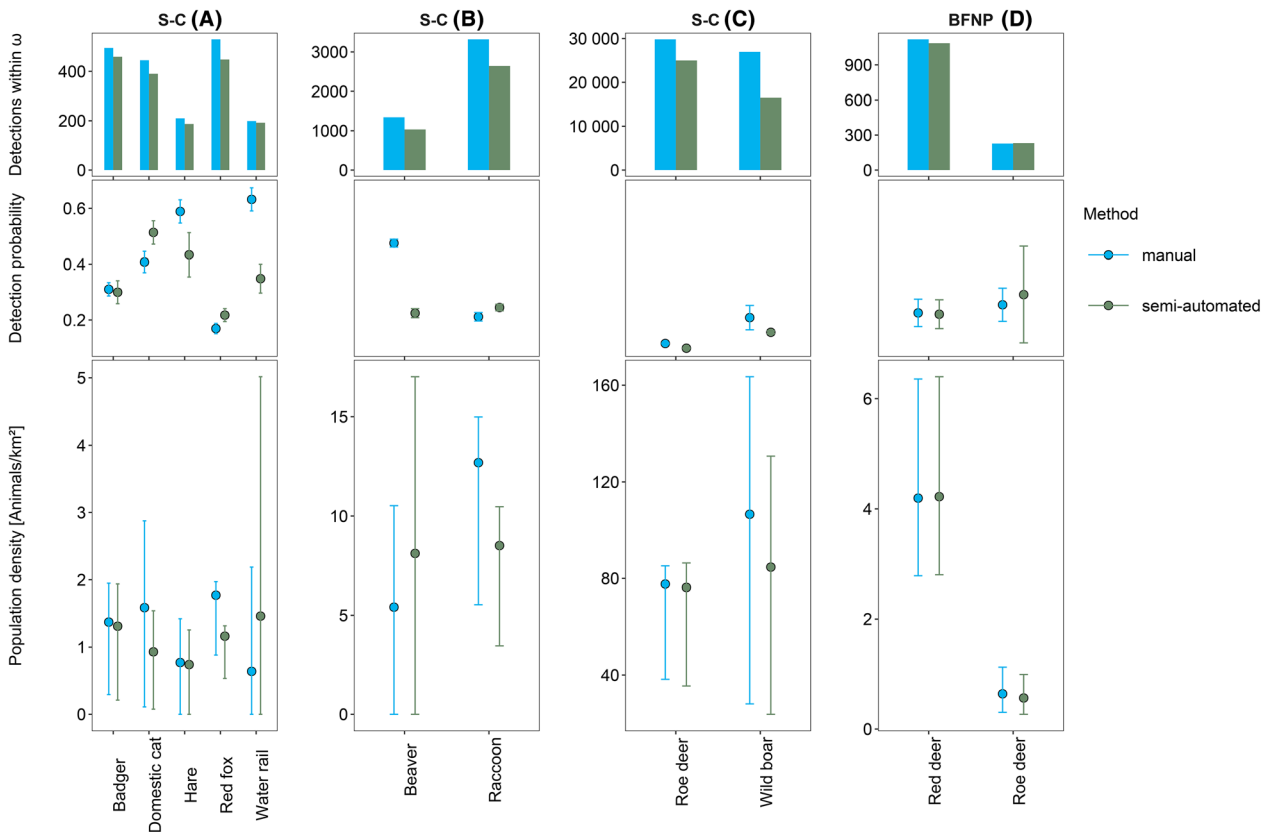 S-C (A)
S-C (B)
S-C (C)
BFNP (D)
Detections within ω
400
200
0
3000
2000
1000
0
30 000
20 000
10 000
0
900
600
300
0
Detection probability
0.6
0.4
0.2
Method
manual
semi-automated
Population density [Animals/km²]
5
4
3
2
1
0
15
10
5
0
160
120
80
40
6
4
2
0
Badger
Domestic cat
Hare
Red fox
Water rail
Beaver
Raccoon
Roe deer
Wild boar
Red deer
Roe deer